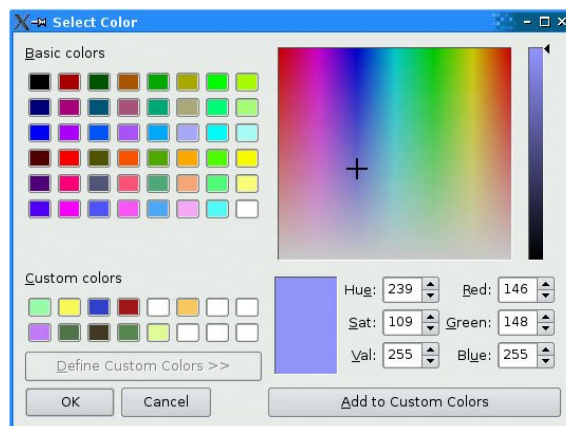 Select Color
Basic colors
Custom colors
Define Custom Colors >>
OK Cancel
Hue: 239 Red: 146
Sat: 109 Green: 148
Val: 255 Blue: 255
Add to Custom Colors